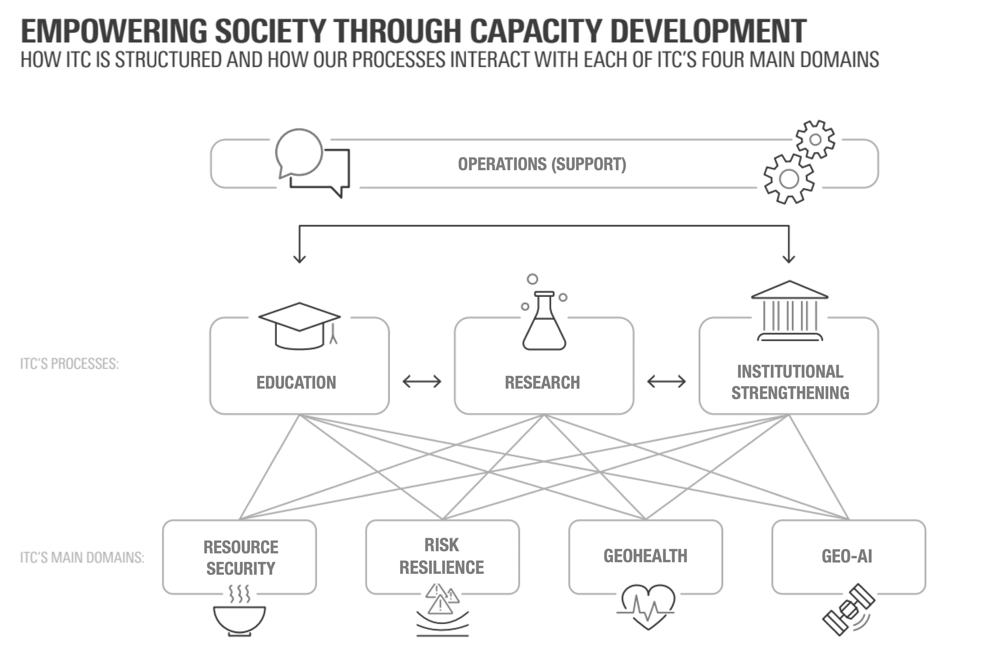 EMPOWERING SOCIETY THROUGH CAPACITY DEVELOPMENT
HOW ITC IS STRUCTURED AND HOW OUR PROCESSES INTERACT WITH EACH OF ITC'S FOUR MAIN DOMAINS
OPERATIONS (SUPPORT)
ITC'S PROCESSES:
EDUCATION
RESEARCH
INSTITUTIONAL
STRENGTHENING
ITC'S MAIN DOMAINS:
RESOURCE
SECURITY
RISK
RESILIENCE
GEOHEALTH
GEO-AI